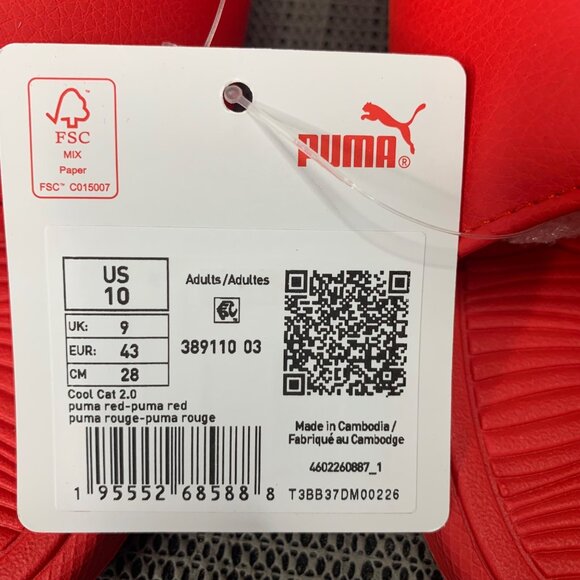 FSC
MIX
Paper
FSC™ C015007
PUMA®
US
10
UK: 9
EUR: 43
CM 28
Adults/Adultes
389110 03
Cool Cat 2.0
puma red-puma red
puma rouge-puma rouge
Made in Cambodia/
Fabriqué au Cambodge
4602260887_1
1 95552 68588 8
T3BB37DM00226